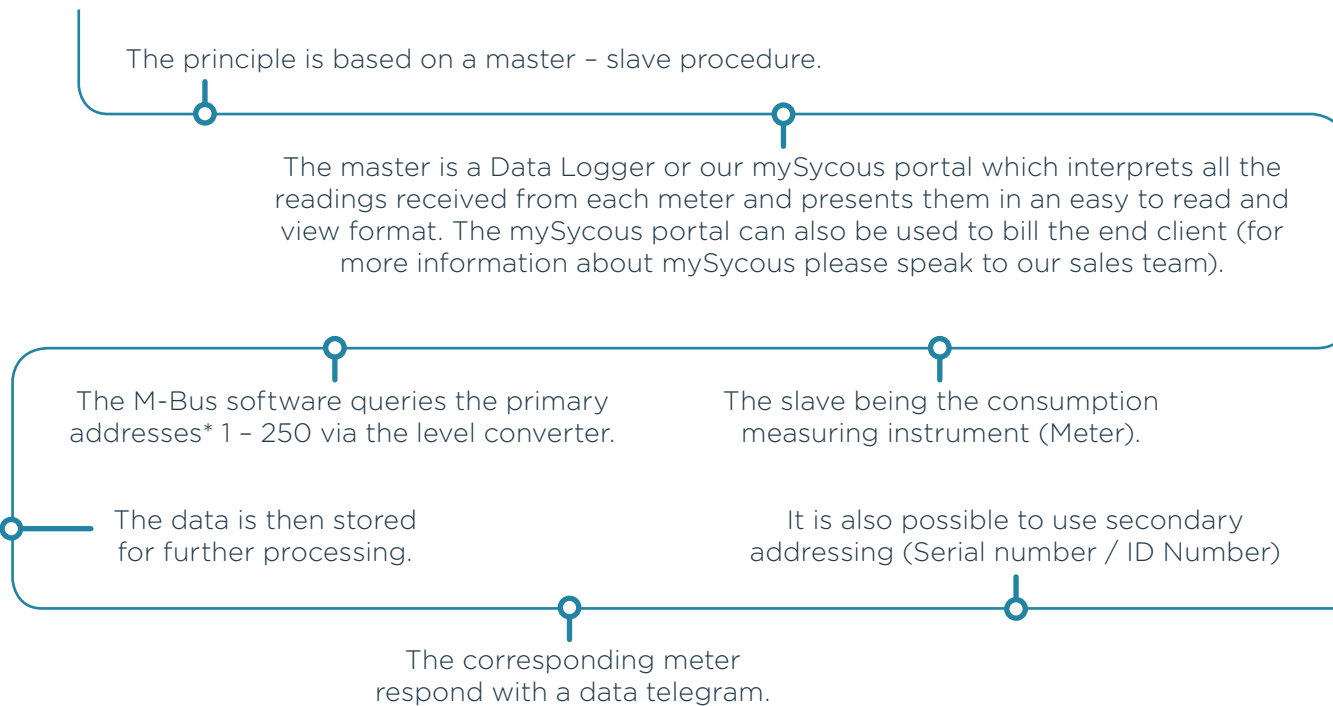 The principle is based on a master – slave procedure.
The master is a Data Logger or our mySycous portal which interprets all the
readings received from each meter and presents them in an easy to read and
view format. The mySycous portal can also be used to bill the end client (for
more information about mySycous please speak to our sales team).
The slave being the consumption
measuring instrument (Meter).
The M-Bus software queries the primary
addresses* 1 – 250 via the level converter.
The data is then stored
for further processing.
The corresponding meter
respond with a data telegram.
It is also possible to use secondary
addressing (Serial number / ID Number)